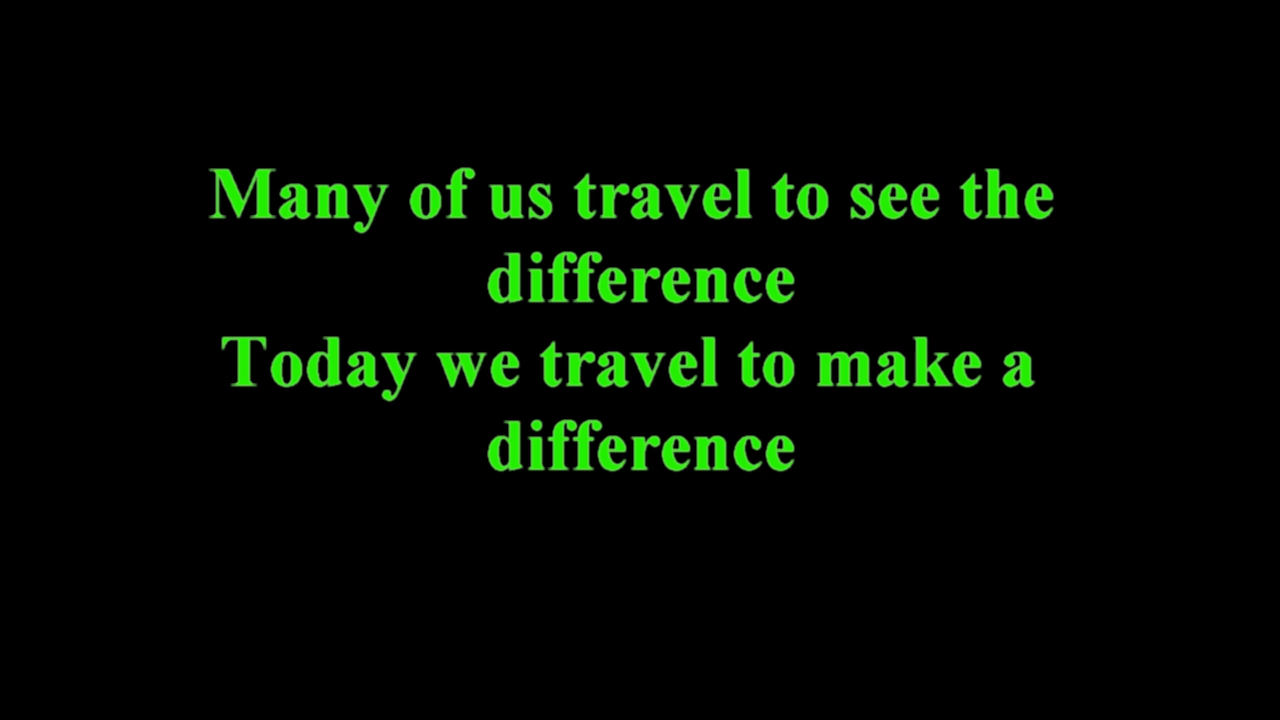 Many of us travel to see the
difference
Today we travel to make a
difference